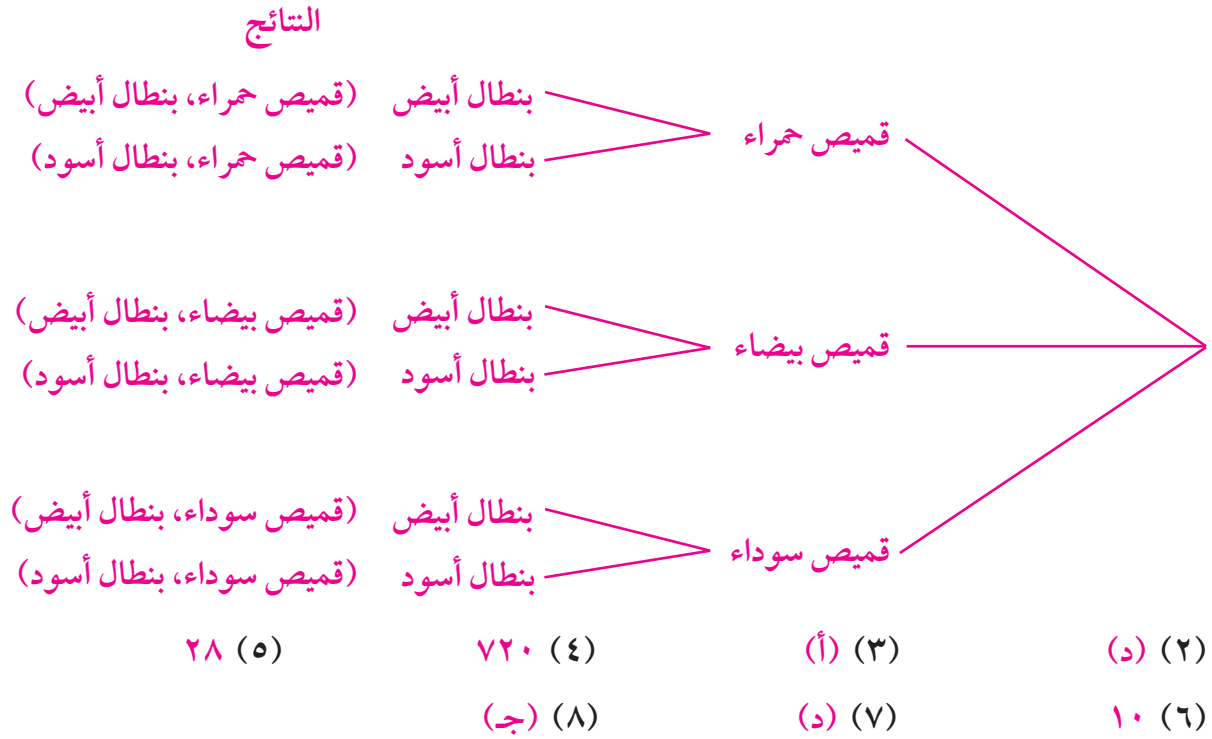 النتائج
بنطال أبيض (قميص حمراء، بنطال أبيض)
قميص حمراء
بنطال أسود (قميص حمراء، بنطال أسود)
بنطال أبيض (قميص بيضاء، بنطال أبيض)
قميص بيضاء
بنطال أسود (قميص بيضاء، بنطال أسود)
بنطال أبيض (قميص سوداء، بنطال أبيض)
قميص سوداء
بنطال أسود (قميص سوداء، بنطال أسود)
(٢) (د) (٣) (أ) (٤) ٧٢٠ (٥) ٢٨
(٦) ١٠ (٧) (د) (٨) (جـ)